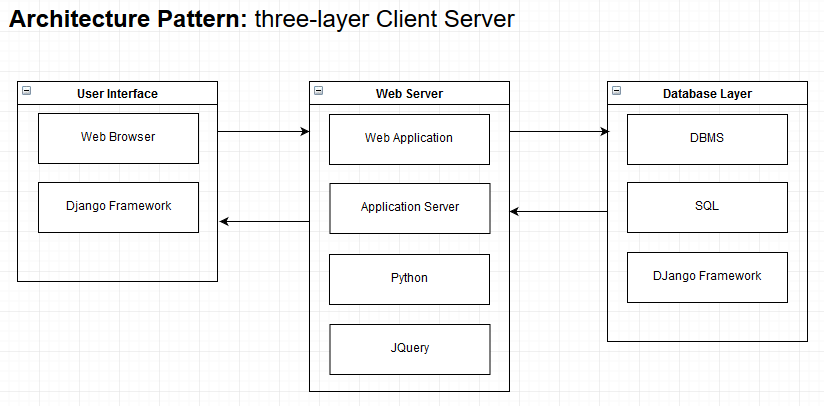 Architecture Pattern: three-layer Client Server
User Interface
Web Browser
Django Framework
Web Server
Web Application
Application Server
Python
JQuery
Database Layer
DBMS
SQL
DJango Framework